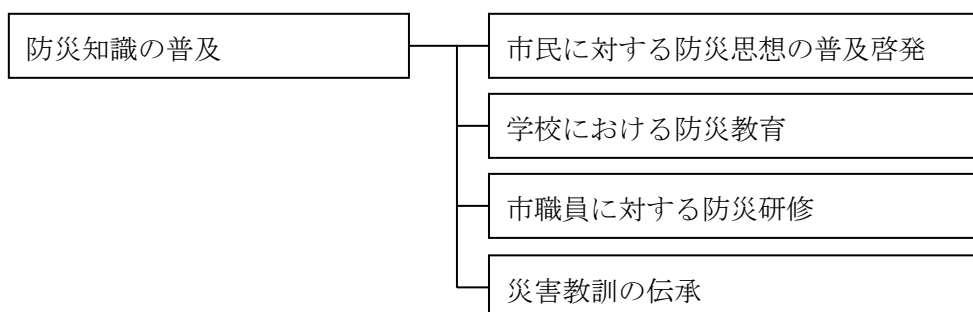 防災知識の普及
市民に対する防災思想の普及啓発
学校における防災教育
市職員に対する防災研修
災害教訓の伝承